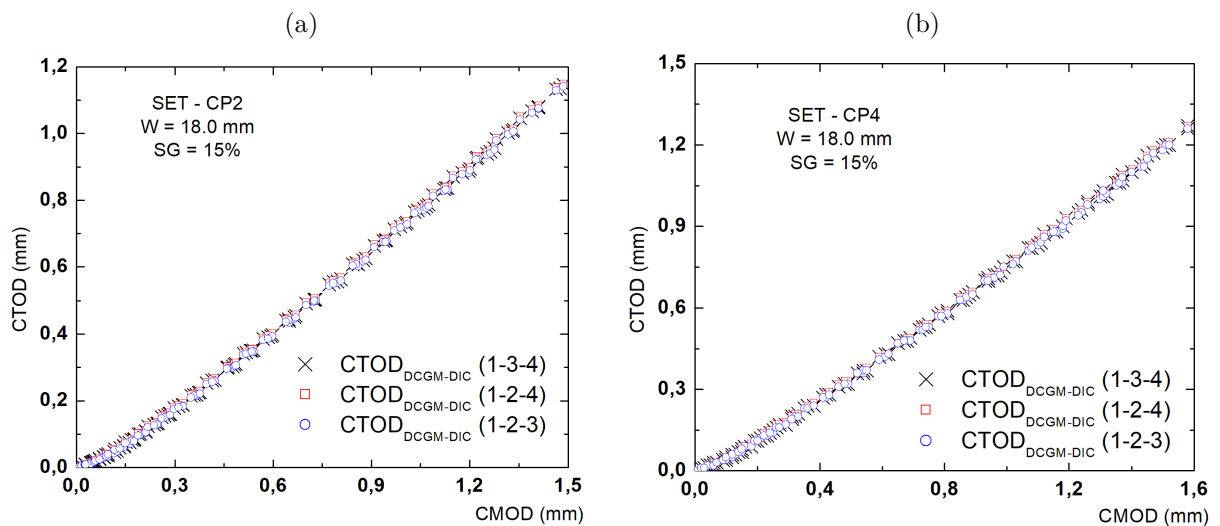 (a)
1,2
1,0
0,8
0,6
0,4
0,2
0,0
CTOD (mm)
SET - CP2
W = 18.0 mm
SG = 15%
CTOD_DCGM-DIC (1-3-4)
CTOD_DCGM-DIC (1-2-4)
CTOD_DCGM-DIC (1-2-3)
0,0 0,3 0,6 0,9 1,2 1,5
CMOD (mm)
(b)
1,5
1,2
0,9
0,6
0,3
0,0
CTOD (mm)
SET - CP4
W = 18.0 mm
SG = 15%
CTOD_DCGM-DIC (1-3-4)
CTOD_DCGM-DIC (1-2-4)
CTOD_DCGM-DIC (1-2-3)
0,0 0,4 0,8 1,2 1,6
CMOD (mm)